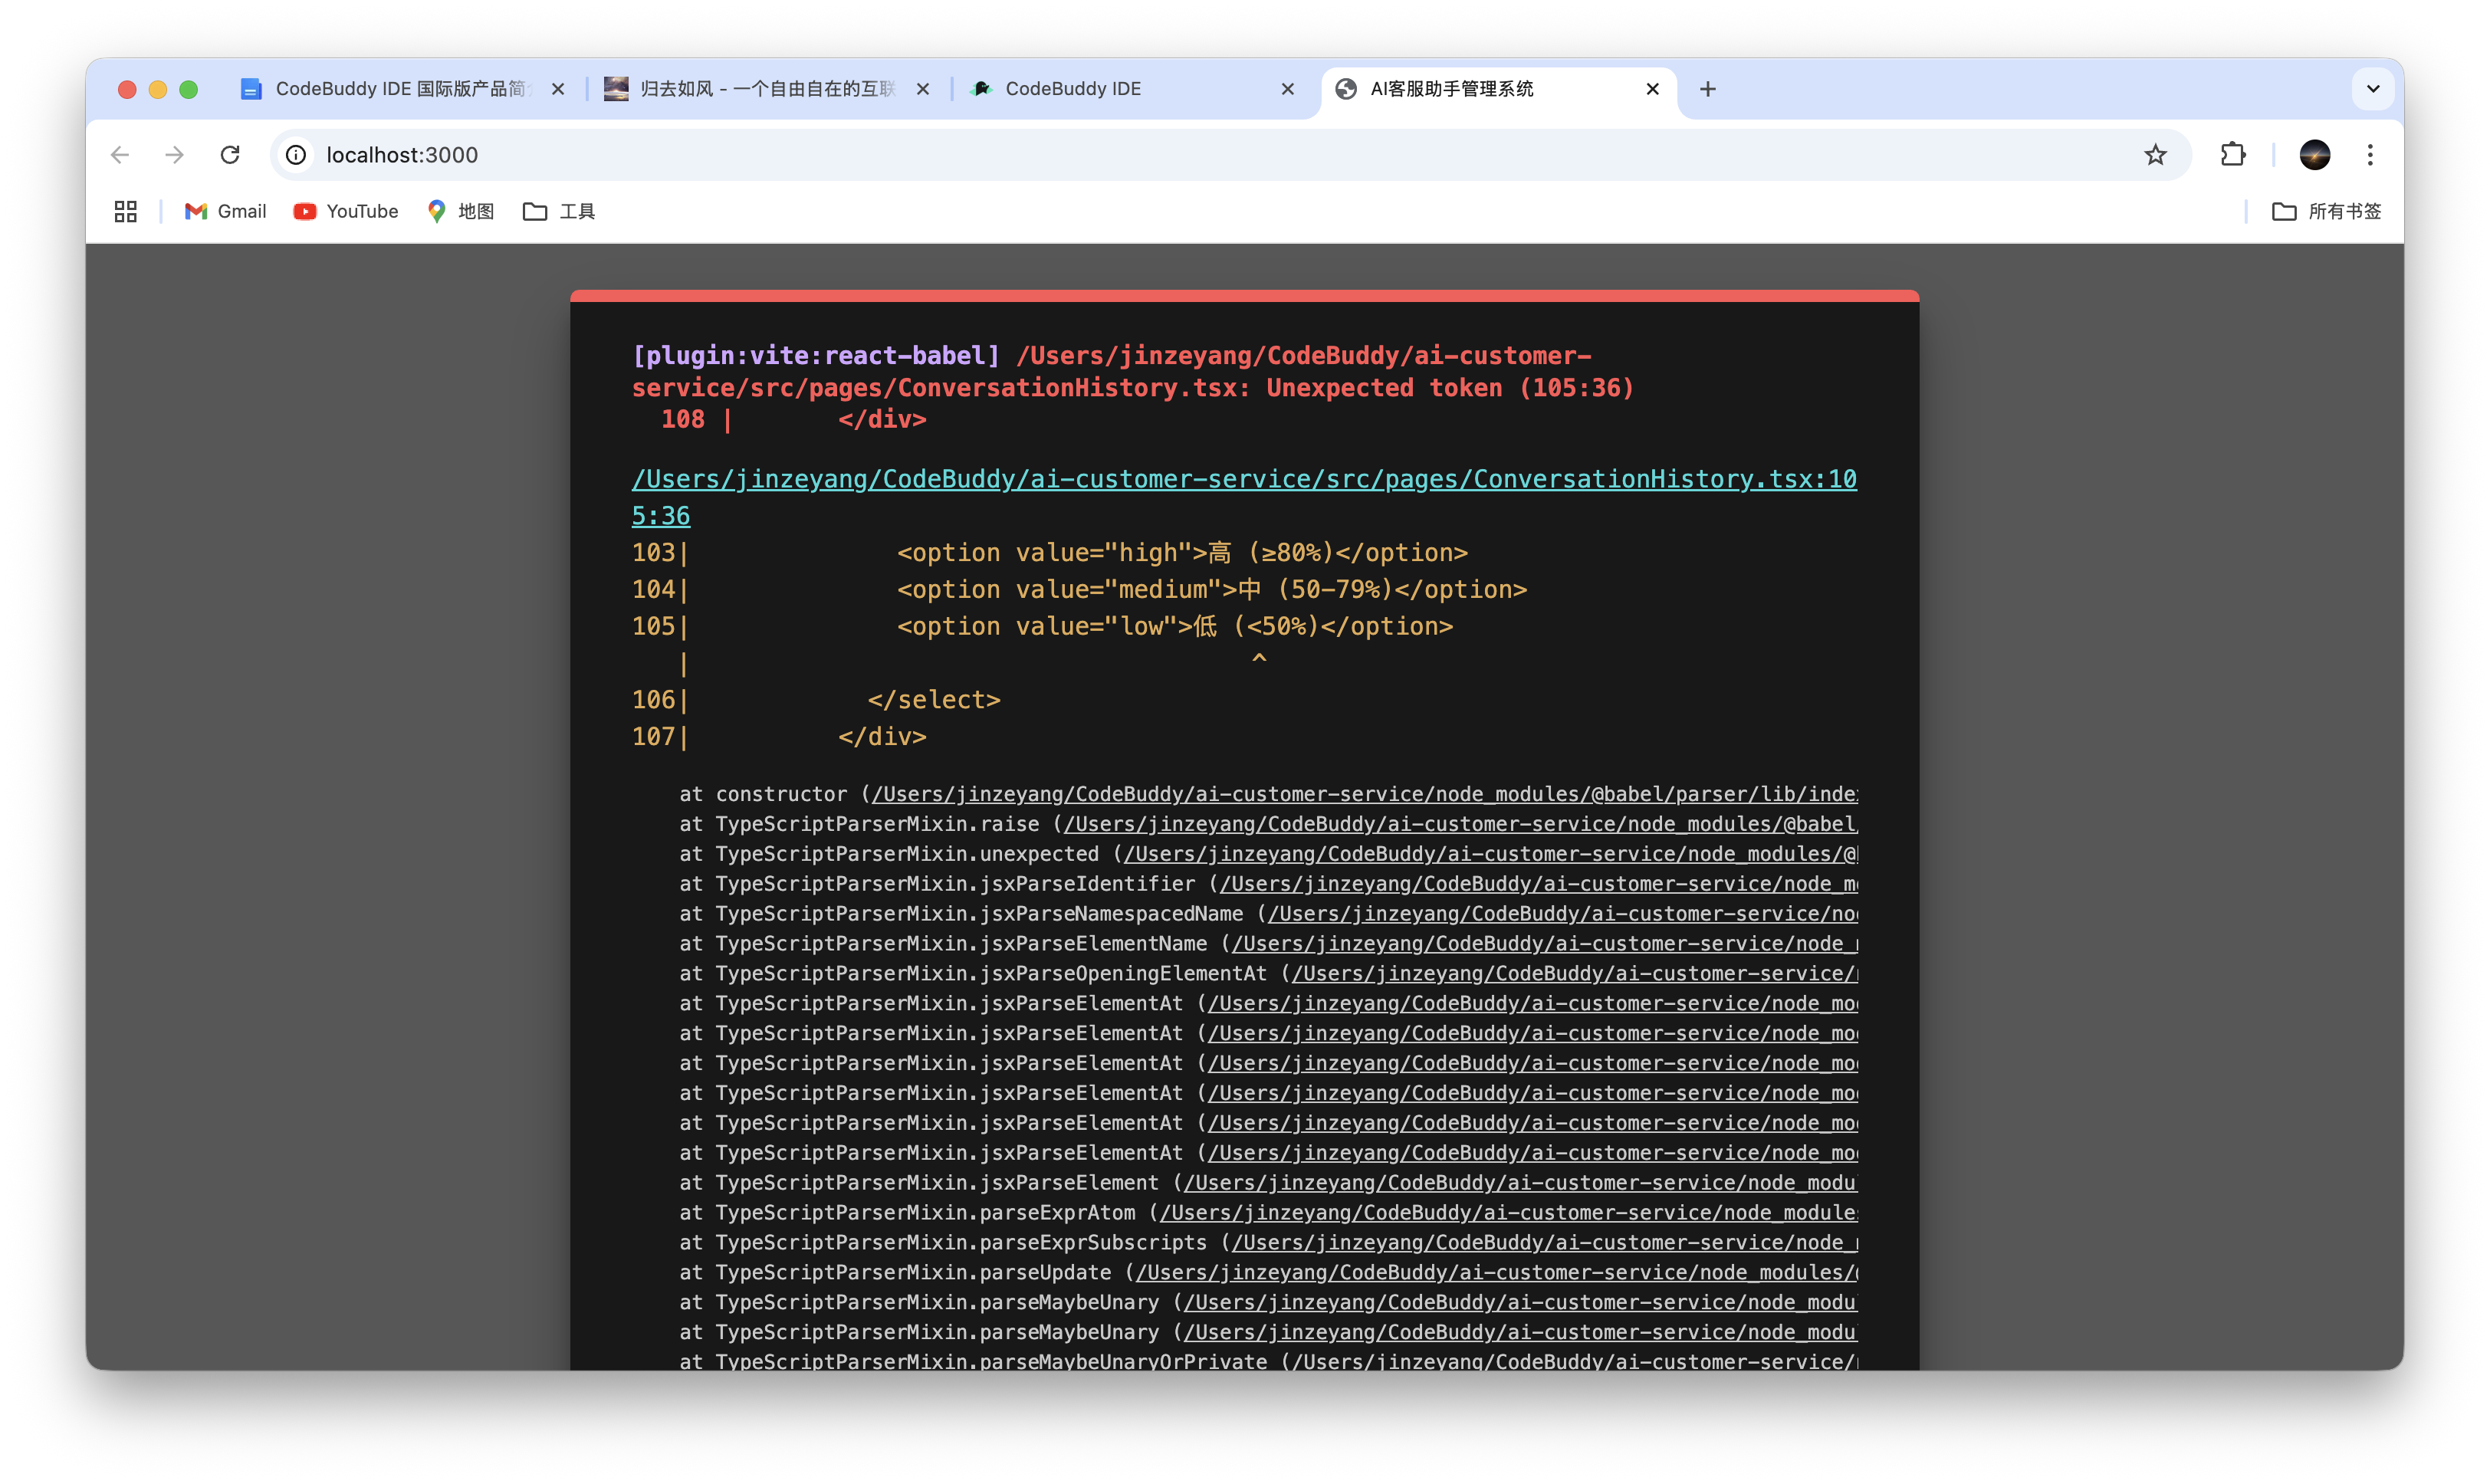 CodeBuddy IDE 国际版产品简
归去如风 - 一个自由自在的互联
CodeBuddy IDE
AI客服助手管理系统
localhost:3000
Gmail
YouTube
地图
工具
所有书签
[plugin:vite:react-babel] /Users/jinzeyang/CodeBuddy/ai-customer-
service/src/pages/ConversationHistory.tsx: Unexpected token (105:36)
108 | </div>
/Users/jinzeyang/CodeBuddy/ai-customer-service/src/pages/ConversationHistory.tsx:10
5:36
103| <option value="high">高 (≥80%)</option>
104| <option value="medium">中 (50-79%)</option>
105| <option value="low">低 (<50%)</option>
| ^
106| </select>
107| </div>
at constructor (/Users/jinzeyang/CodeBuddy/ai-customer-service/node_modules/@babel/parser/lib/inde
at TypeScriptParserMixin.raise (/Users/jinzeyang/CodeBuddy/ai-customer-service/node_modules/@babel
at TypeScriptParserMixin.unexpected (/Users/jinzeyang/CodeBuddy/ai-customer-service/node_modules/@
at TypeScriptParserMixin.jsxParseIdentifier (/Users/jinzeyang/CodeBuddy/ai-customer-service/node_m
at TypeScriptParserMixin.jsxParseNamespacedName (/Users/jinzeyang/CodeBuddy/ai-customer-service/no
at TypeScriptParserMixin.jsxParseElementName (/Users/jinzeyang/CodeBuddy/ai-customer-service/node_
at TypeScriptParserMixin.jsxParseOpeningElementAt (/Users/jinzeyang/CodeBuddy/ai-customer-service/
at TypeScriptParserMixin.jsxParseElementAt (/Users/jinzeyang/CodeBuddy/ai-customer-service/node_mo
at TypeScriptParserMixin.jsxParseElementAt (/Users/jinzeyang/CodeBuddy/ai-customer-service/node_mo
at TypeScriptParserMixin.jsxParseElementAt (/Users/jinzeyang/CodeBuddy/ai-customer-service/node_mo
at TypeScriptParserMixin.jsxParseElementAt (/Users/jinzeyang/CodeBuddy/ai-customer-service/node_mo
at TypeScriptParserMixin.jsxParseElementAt (/Users/jinzeyang/CodeBuddy/ai-customer-service/node_mo
at TypeScriptParserMixin.jsxParseElementAt (/Users/jinzeyang/CodeBuddy/ai-customer-service/node_mo
at TypeScriptParserMixin.jsxParseElement (/Users/jinzeyang/CodeBuddy/ai-customer-service/node_modu
at TypeScriptParserMixin.parseExprAtom (/Users/jinzeyang/CodeBuddy/ai-customer-service/node_modules
at TypeScriptParserMixin.parseExprSubscripts (/Users/jinzeyang/CodeBuddy/ai-customer-service/node_
at TypeScriptParserMixin.parseUpdate (/Users/jinzeyang/CodeBuddy/ai-customer-service/node_modules/
at TypeScriptParserMixin.parseMaybeUnary (/Users/jinzeyang/CodeBuddy/ai-customer-service/node_modu
at TypeScriptParserMixin.parseMaybeUnary (/Users/jinzeyang/CodeBuddy/ai-customer-service/node_modu
at TypeScriptParserMixin.parseMaybeUnaryOrPrivate (/Users/jinzeyang/CodeBuddy/ai-customer-service/